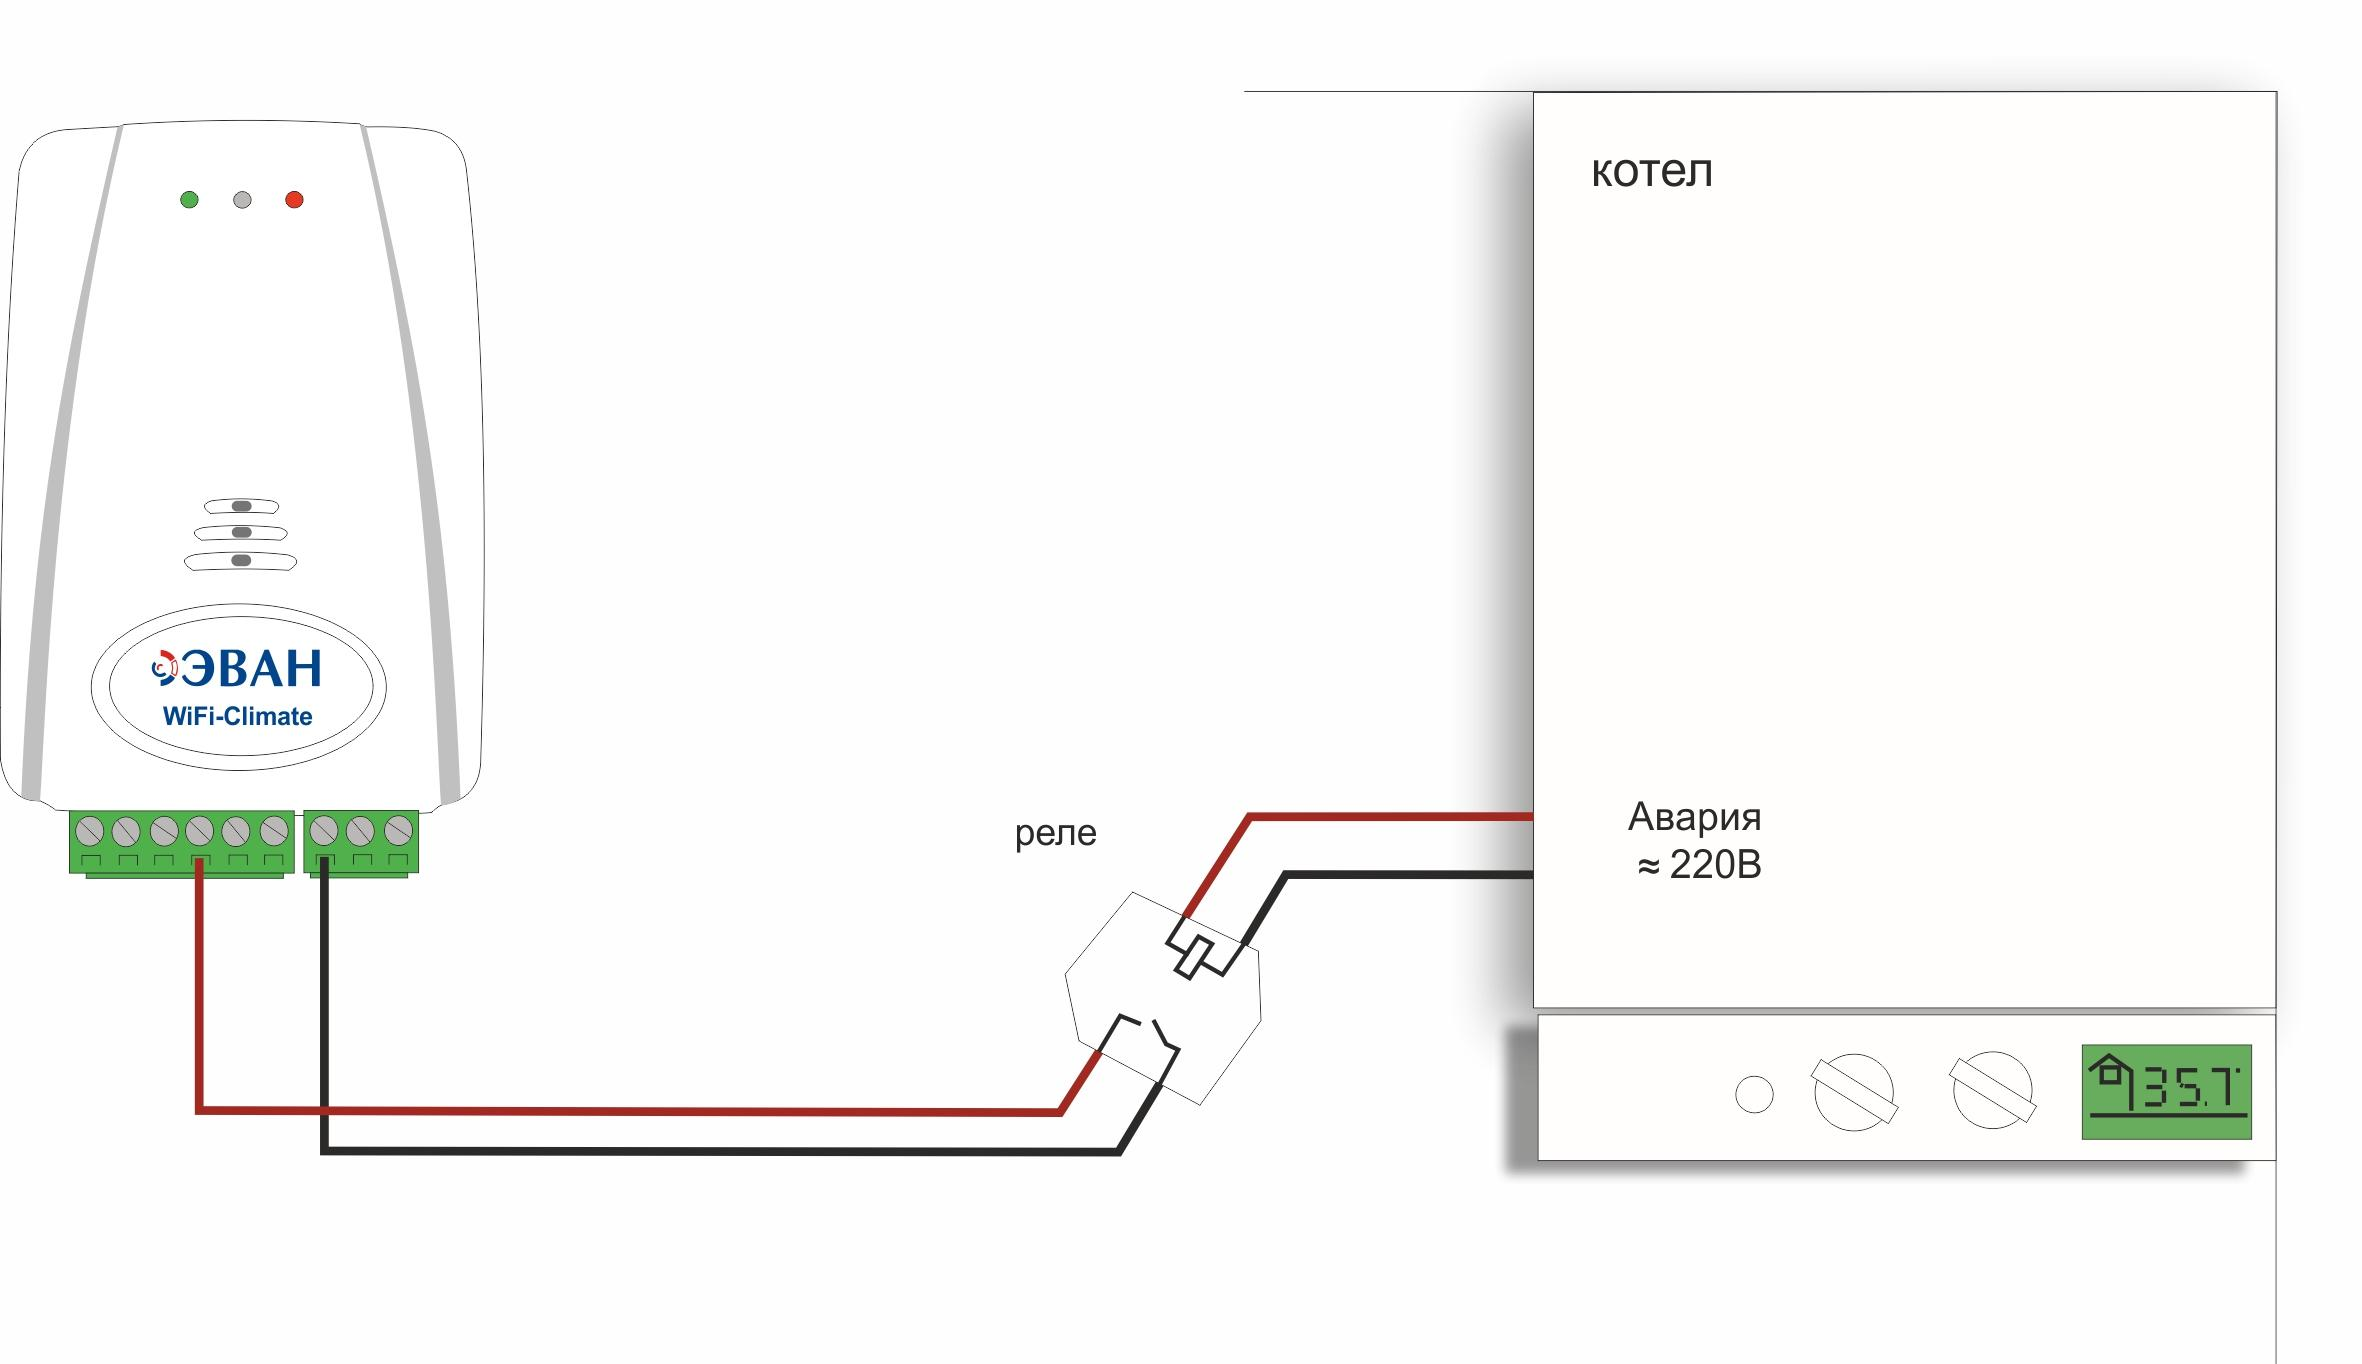 котел
ЭВАН
WiFi-Climate
реле
Авария
≈ 220В
35.7